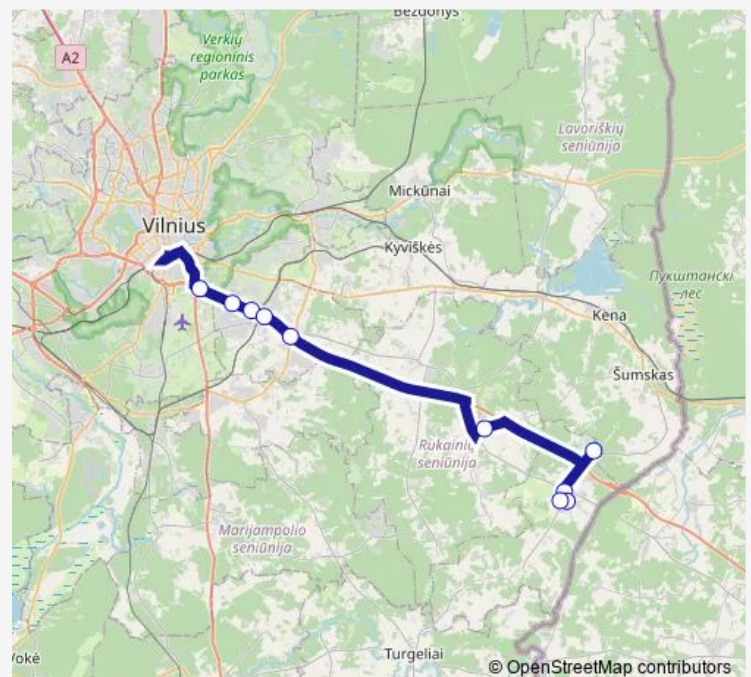 Bezdonys
Verkių
regioninis
parkas
A2
Lavoriškių
seniūnija
Mickūnai
Vilnius
Kyviškės
Пукштанскі
лес
Kena
Šumskas
Rukainių
seniūnija
Marijampolio
seniūnija
Turgeliai
Vokė
© OpenStreetMap contributors